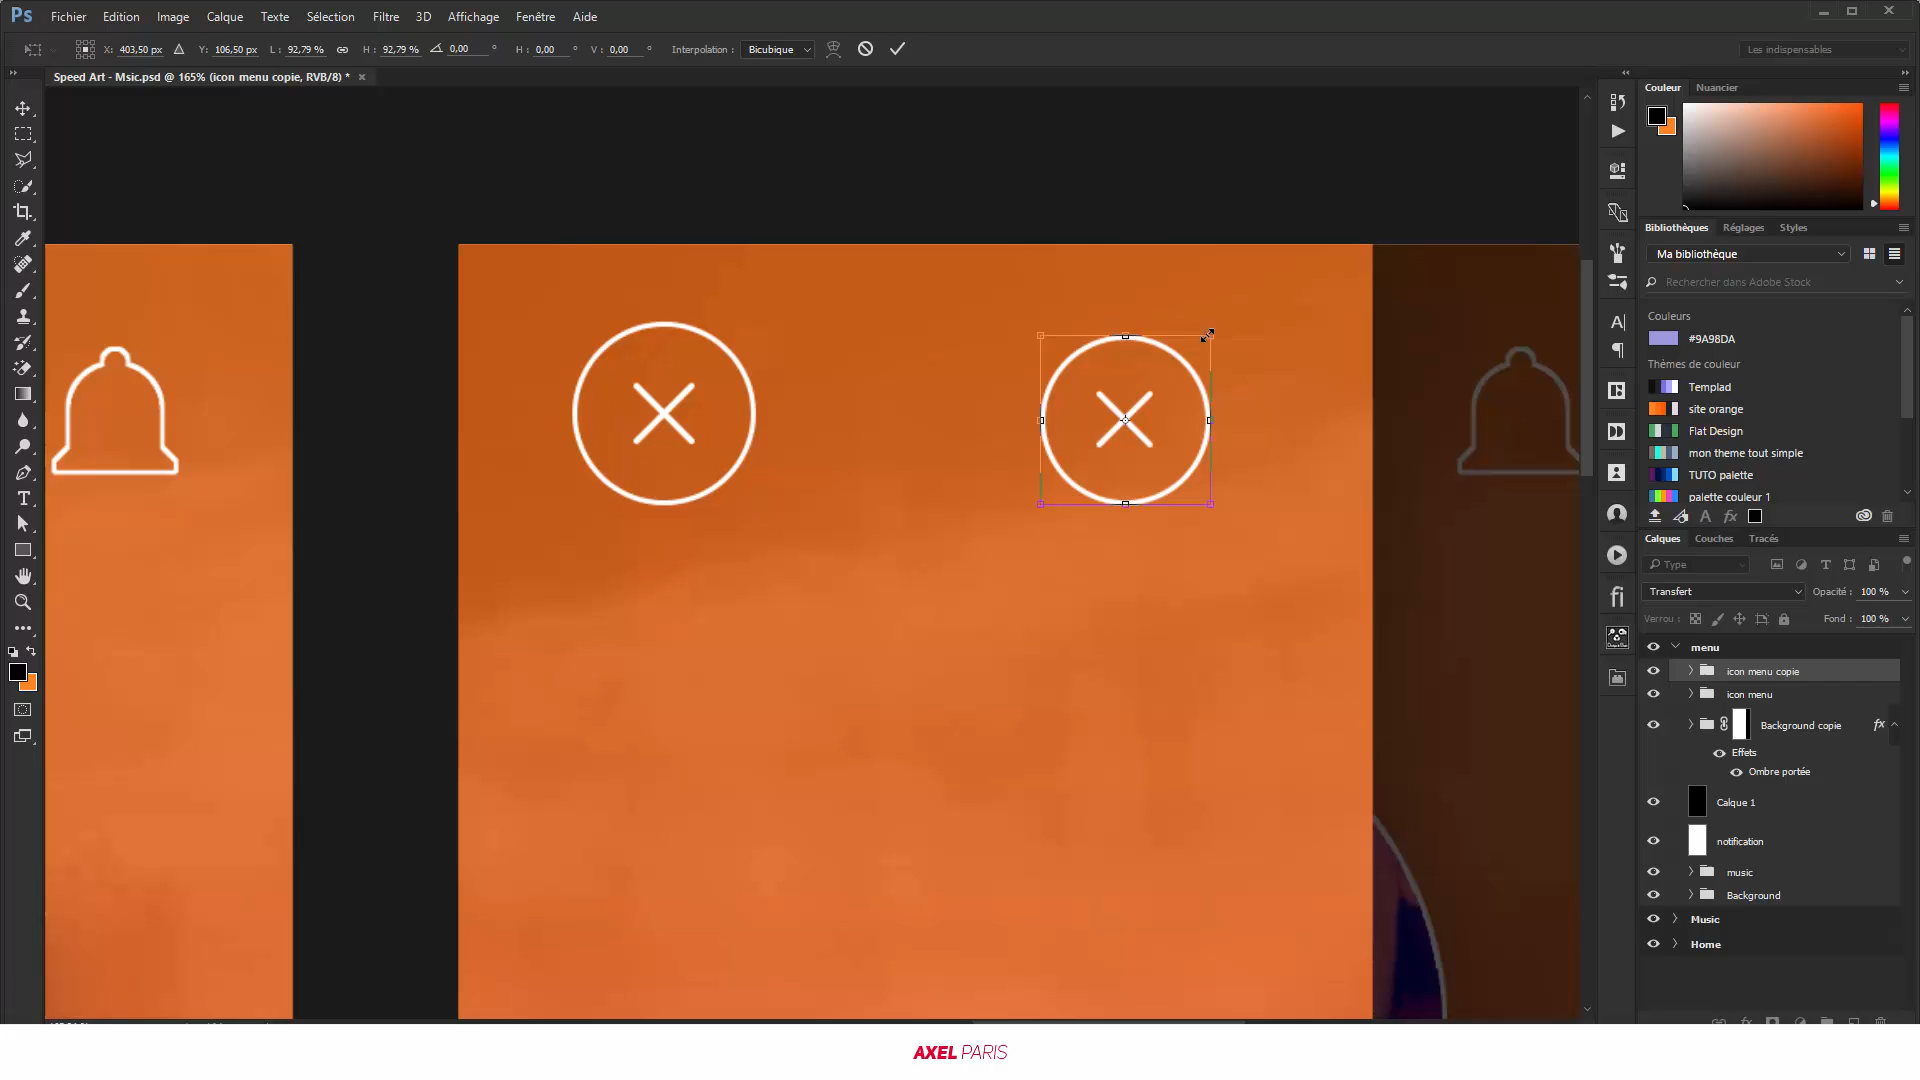 Ps Fichier Edition Image Calque Texte Sélection Filtre 3D Affichage Fenêtre Aide
X: 403,50 px Y: 106,50 px L: 92,79 % H: 92,79 % 0,00 ° H: 0,00 ° V: 0,00 ° Interpolation : Bicubique Les indispensables
Speed Art - Msic.psd @ 165% (icon menu copie, RVB/8) *
Couleur Nuancier
Bibliothèques Réglages Styles
Ma bibliothèque
Rechercher dans Adobe Stock
Couleurs
#9A98DA
Thèmes de couleur
Templad
site orange
Flat Design
mon theme tout simple
TUTO palette
palette couleur 1
Calques Couches Tracés
Type
Transfert Opacité : 100 %
Verrou : Fond : 100 %
menu
icon menu copie
icon menu
Background copie fx
Effets
Ombre portée
Calque 1
notification
music
Background
Music
Home
AXEL PARIS